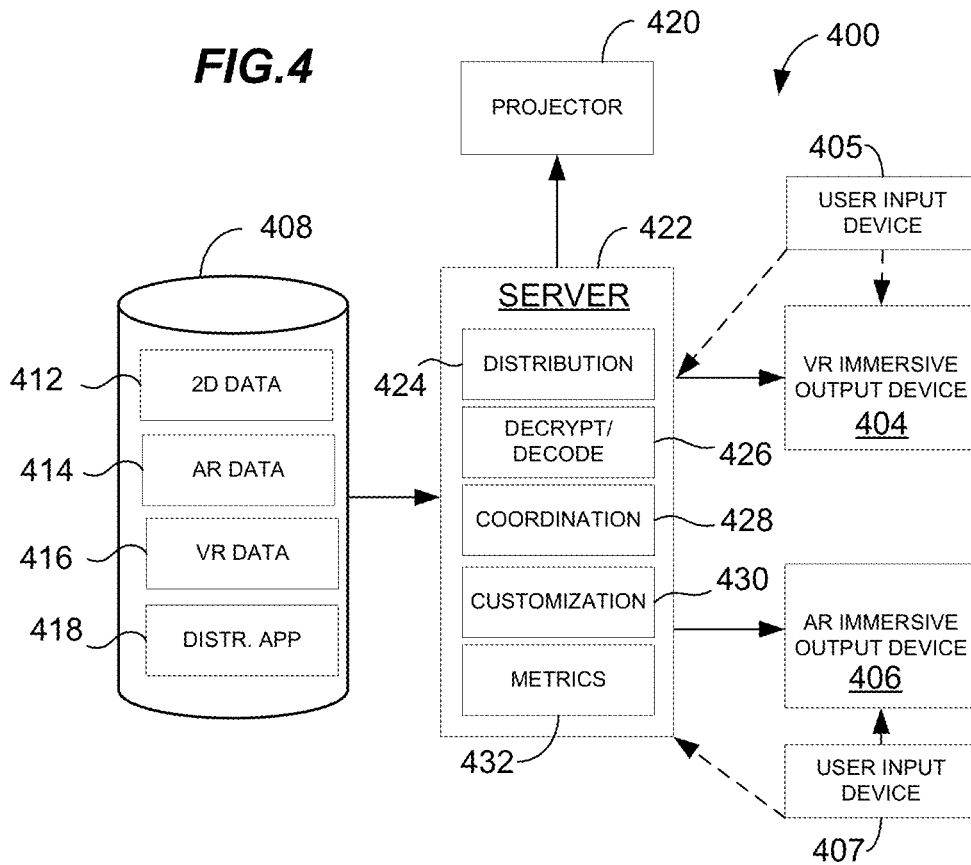 FIG.4
420
400
PROJECTOR
405
USER INPUT
DEVICE
408
422
SERVER
412
2D DATA
424
DISTRIBUTION
VR IMMERSIVE
OUTPUT DEVICE
404
DECRYPT/
DECODE
426
414
AR DATA
COORDINATION
428
416
VR DATA
CUSTOMIZATION
430
AR IMMERSIVE
OUTPUT DEVICE
406
418
DISTR. APP
METRICS
432
USER INPUT
DEVICE
407